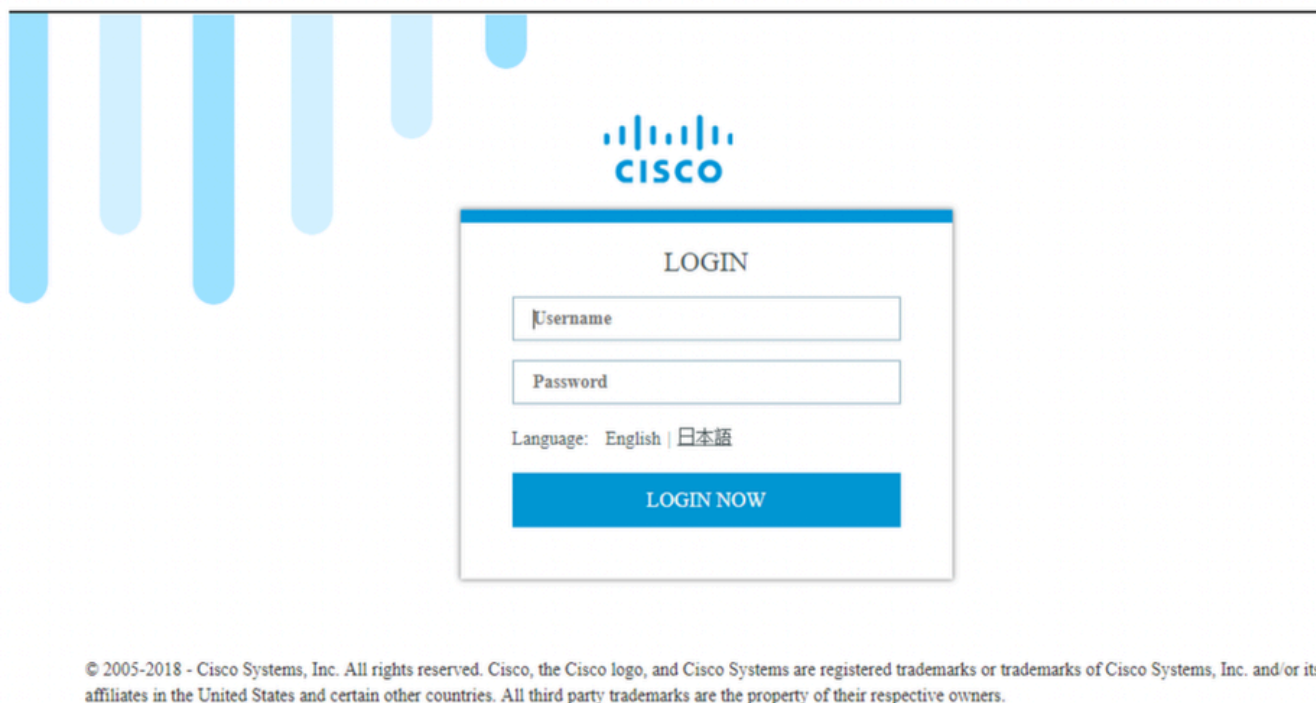 CISCO
LOGIN
Username
Password
Language: English | 日本語
LOGIN NOW
© 2005-2018 - Cisco Systems, Inc. All rights reserved. Cisco, the Cisco logo, and Cisco Systems are registered trademarks or trademarks of Cisco Systems, Inc. and/or its
affiliates in the United States and certain other countries. All third party trademarks are the property of their respective owners.